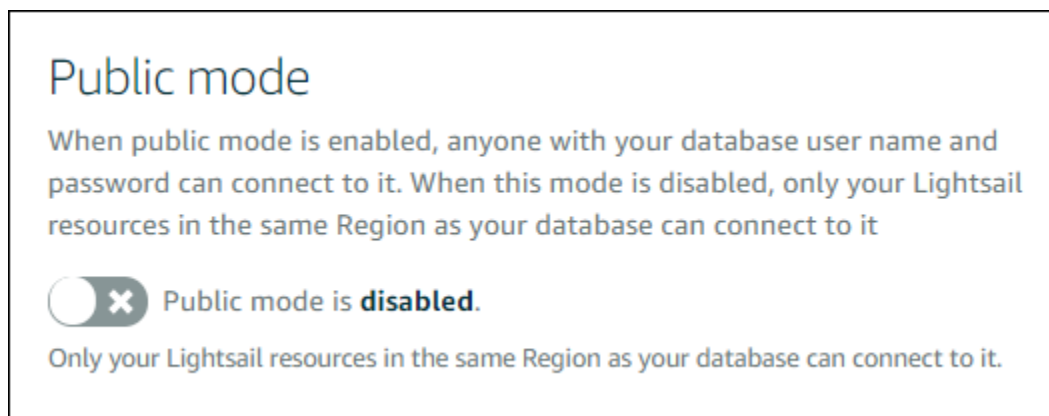 Public mode
When public mode is enabled, anyone with your database user name and
password can connect to it. When this mode is disabled, only your Lightsail
resources in the same Region as your database can connect to it
Public mode is disabled.
Only your Lightsail resources in the same Region as your database can connect to it.